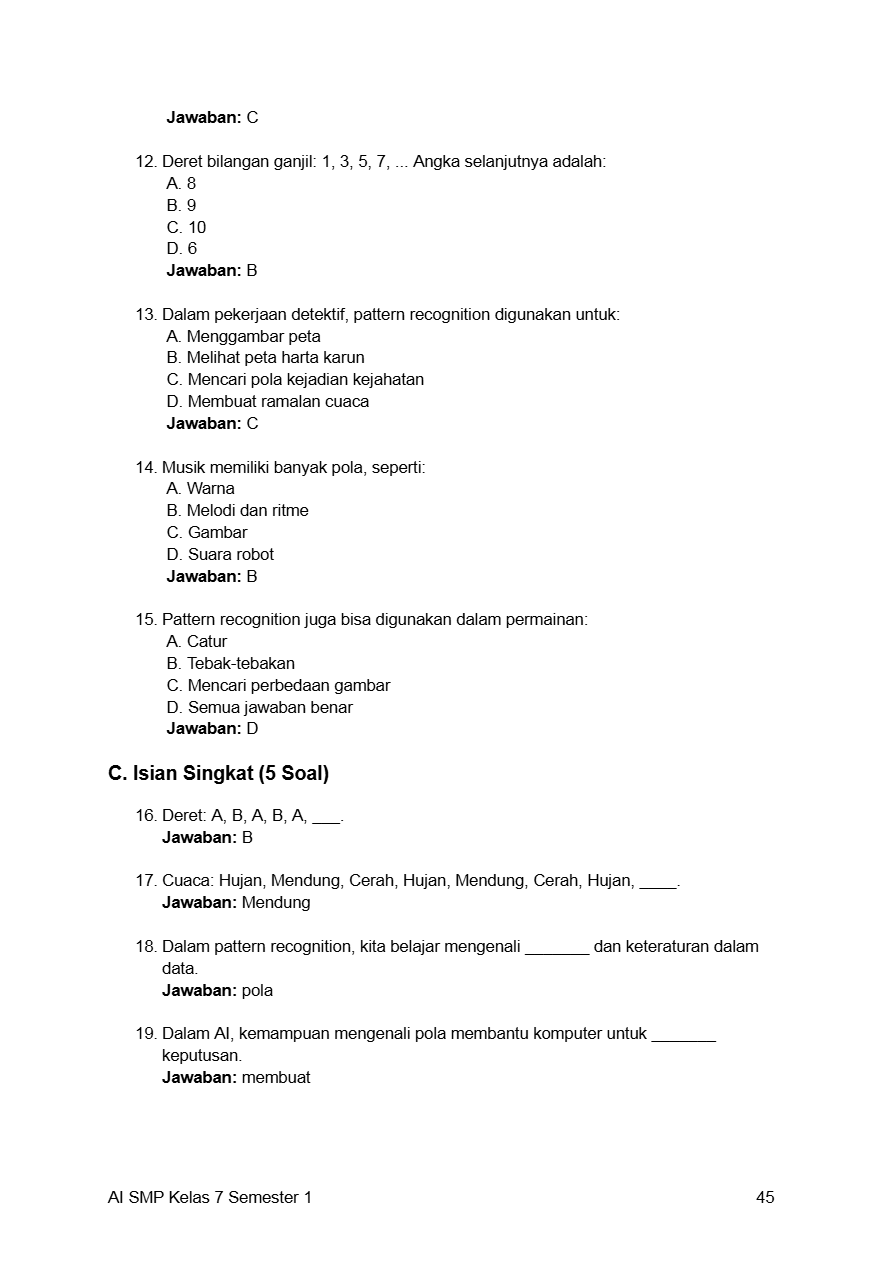 Jawaban: C
12. Deret bilangan ganjil: 1, 3, 5, 7, ... Angka selanjutnya adalah:
A. 8
B. 9
C. 10
D. 6
Jawaban: B
13. Dalam pekerjaan detektif, pattern recognition digunakan untuk:
A. Menggambar peta
B. Melihat peta harta karun
C. Mencari pola kejadian kejahatan
D. Membuat ramalan cuaca
Jawaban: C
14. Musik memiliki banyak pola, seperti:
A. Warna
B. Melodi dan ritme
C. Gambar
D. Suara robot
Jawaban: B
15. Pattern recognition juga bisa digunakan dalam permainan:
A. Catur
B. Tebak-tebakan
C. Mencari perbedaan gambar
D. Semua jawaban benar
Jawaban: D
C. Isian Singkat (5 Soal)
16. Deret: A, B, A, B, A, ___.
Jawaban: B
17. Cuaca: Hujan, Mendung, Cerah, Hujan, Mendung, Cerah, Hujan, ____.
Jawaban: Mendung
18. Dalam pattern recognition, kita belajar mengenali _______ dan keteraturan dalam
data.
Jawaban: pola
19. Dalam AI, kemampuan mengenali pola membantu komputer untuk _______
keputusan.
Jawaban: membuat
AI SMP Kelas 7 Semester 1 45